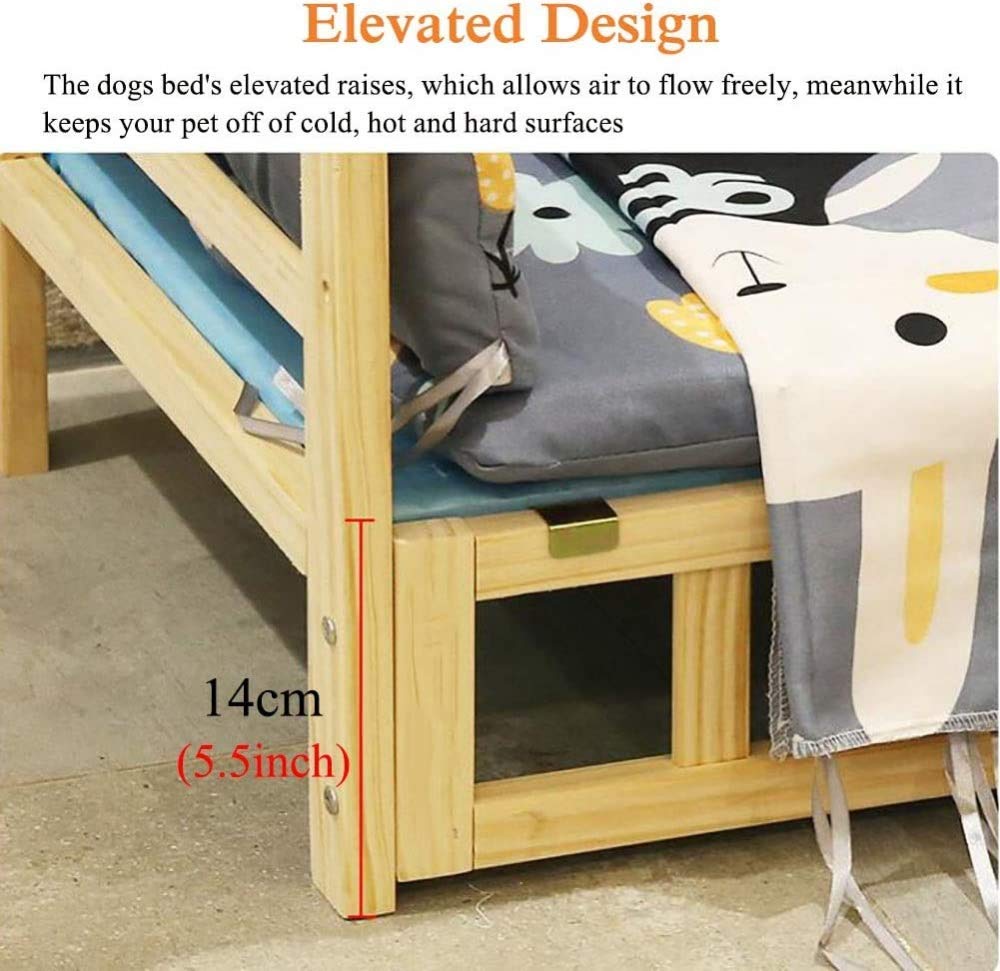 Elevated Design
The dogs bed's elevated raises, which allows air to flow freely, meanwhile it
keeps your pet off of cold, hot and hard surfaces
14cm
(5.5inch)